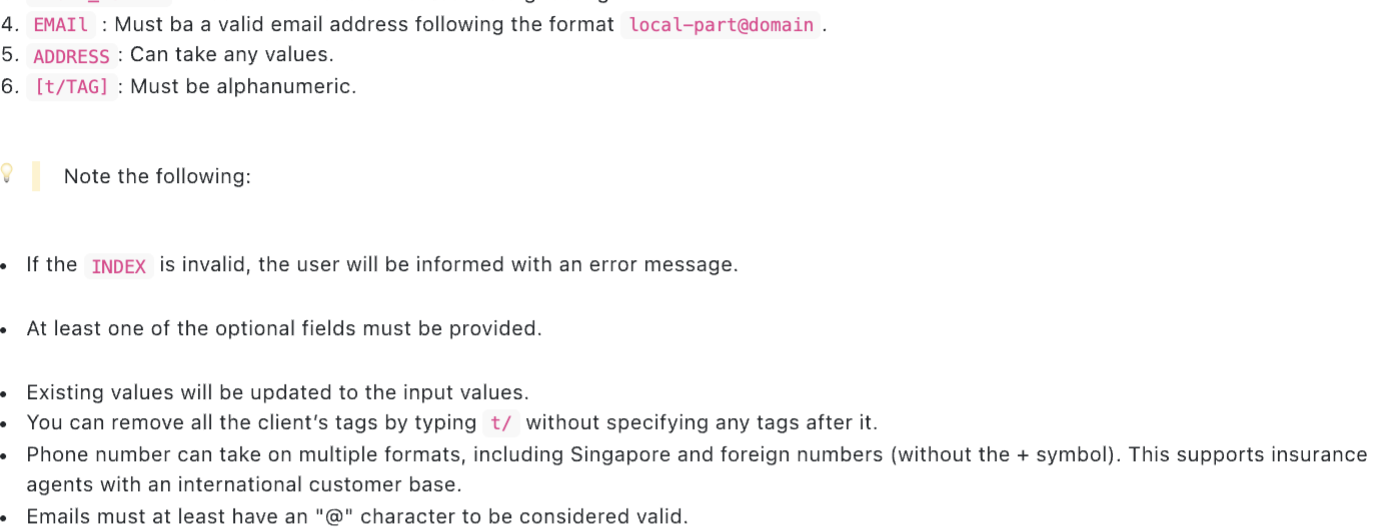 4. EMAIl : Must ba a valid email address following the format local-part@domain .
5. ADDRESS : Can take any values.
6. [t/TAG] : Must be alphanumeric.
Note the following:
• If the INDEX is invalid, the user will be informed with an error message.
• At least one of the optional fields must be provided.
• Existing values will be updated to the input values.
• You can remove all the client's tags by typing t/ without specifying any tags after it.
• Phone number can take on multiple formats, including Singapore and foreign numbers (without the + symbol). This supports insurance
agents with an international customer base.
• Emails must at least have an "@" character to be considered valid.